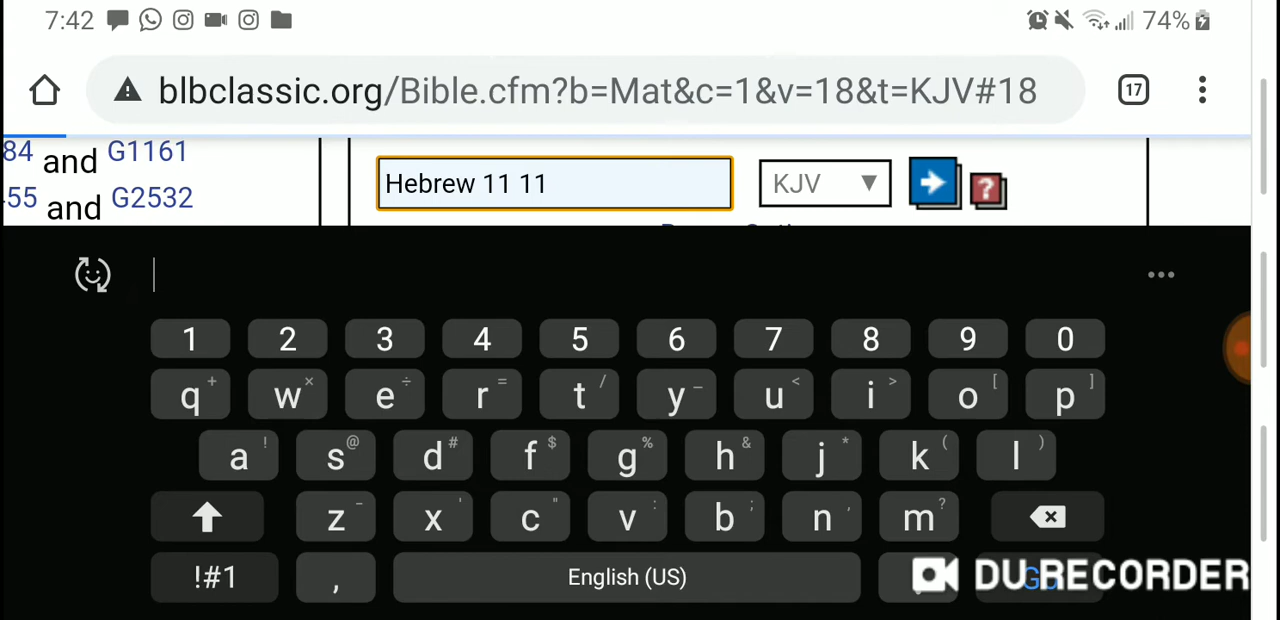 7:42 74%
blbclassic.org/Bible.cfm?b=Mat&c=1&v=18&t=KJV#18 17
84 and G1161
55 and G2532
Hebrew 11 11 KJV ▼ ?
1 2 3 4 5 6 7 8 9 0
q + w × e ÷ r = t / y _ u < i > o [ p ]
a ! s @ d # f $ g % h & j * k ( l )
z - x ' c " v : b ; n , m ?
!#1 , English (US)
DU RECORDER